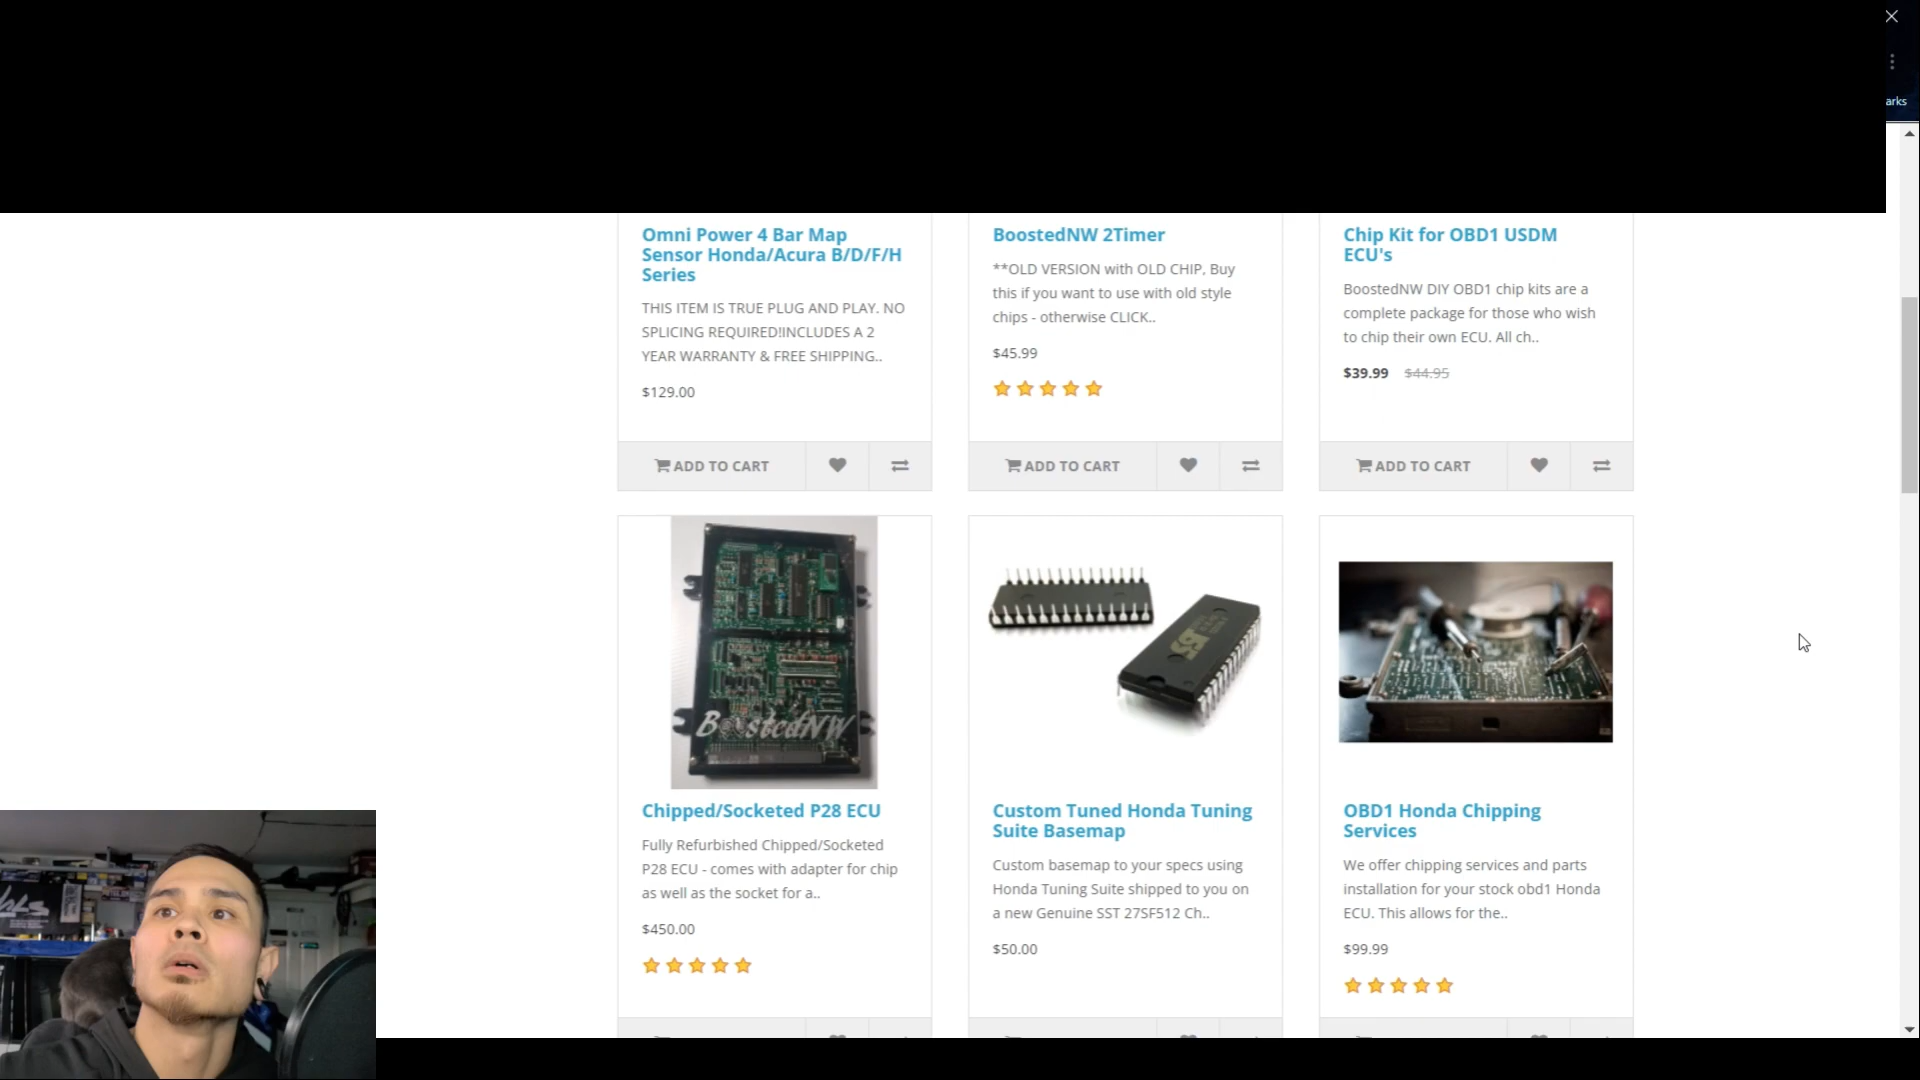 arks
Omni Power 4 Bar Map
Sensor Honda/Acura B/D/F/H
Series
THIS ITEM IS TRUE PLUG AND PLAY. NO
SPLICING REQUIRED!INCLUDES A 2
YEAR WARRANTY & FREE SHIPPING..
$129.00
ADD TO CART
BoostedNW 2Timer
**OLD VERSION with OLD CHIP, Buy
this if you want to use with old style
chips - otherwise CLICK..
$45.99
ADD TO CART
Chip Kit for OBD1 USDM
ECU's
BoostedNW DIY OBD1 chip kits are a
complete package for those who wish
to chip their own ECU. All ch..
$39.99 $44.95
ADD TO CART
BoostedNW
Chipped/Socketed P28 ECU
Fully Refurbished Chipped/Socketed
P28 ECU - comes with adapter for chip
as well as the socket for a..
$450.00
SST
Custom Tuned Honda Tuning
Suite Basemap
Custom basemap to your specs using
Honda Tuning Suite shipped to you on
a new Genuine SST 27SF512 Ch..
$50.00
OBD1 Honda Chipping
Services
We offer chipping services and parts
installation for your stock obd1 Honda
ECU. This allows for the..
$99.99